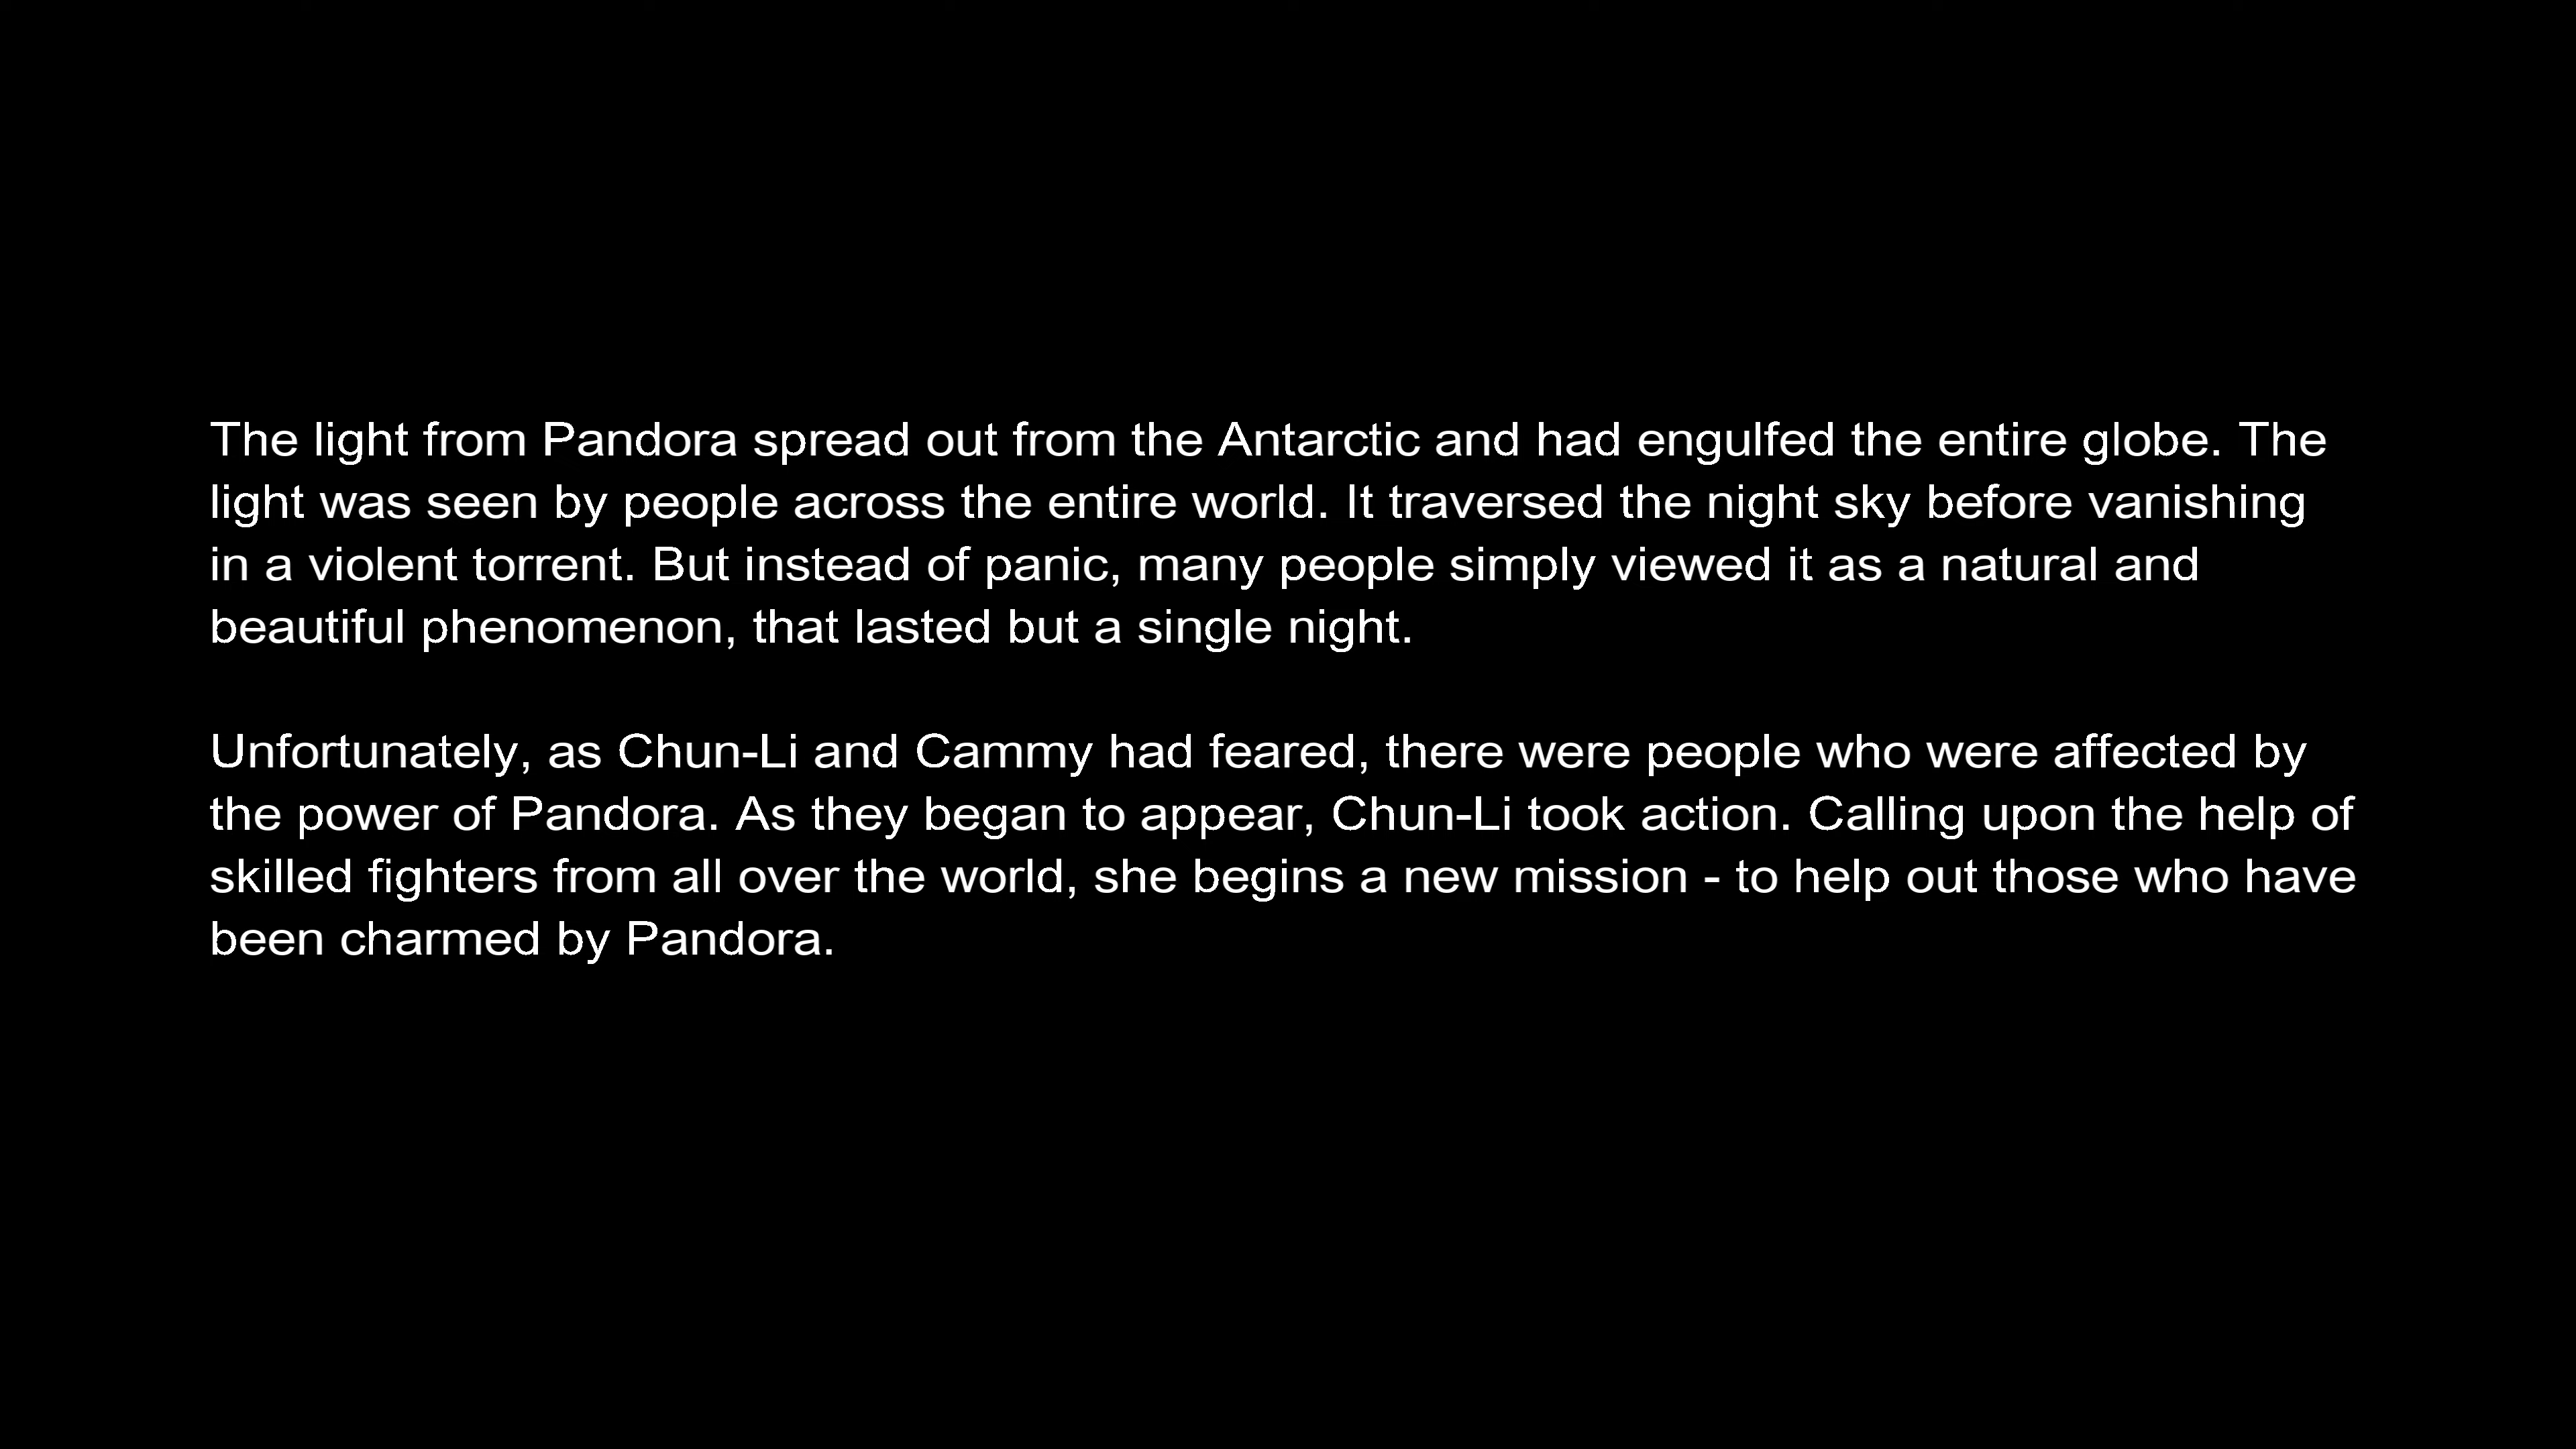 The light from Pandora spread out from the Antarctic and had engulfed the entire globe. The
light was seen by people across the entire world. It traversed the night sky before vanishing
in a violent torrent. But instead of panic, many people simply viewed it as a natural and
beautiful phenomenon, that lasted but a single night.
Unfortunately, as Chun-Li and Cammy had feared, there were people who were affected by
the power of Pandora. As they began to appear, Chun-Li took action. Calling upon the help of
skilled fighters from all over the world, she begins a new mission - to help out those who have
been charmed by Pandora.